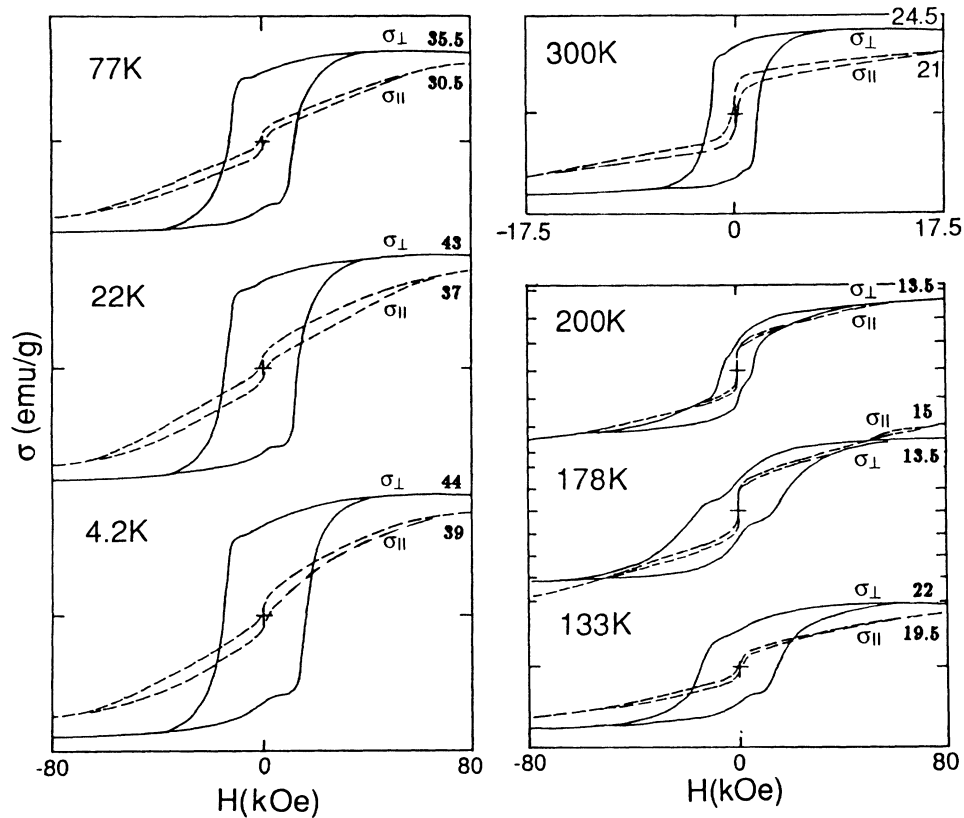 σ (emu/g)
77K
σ⊥ 35.5
σ|| 30.5
22K
σ⊥ 43
σ|| 37
4.2K
σ⊥ 44
σ|| 39
-80 0 80
H(kOe)
300K
24.5
σ⊥
σ|| 21
-17.5 0 17.5
200K
σ⊥ 13.5
σ||
178K
σ|| 15
σ⊥ 13.5
133K
σ⊥ 22
σ|| 19.5
-80 0 80
H(kOe)